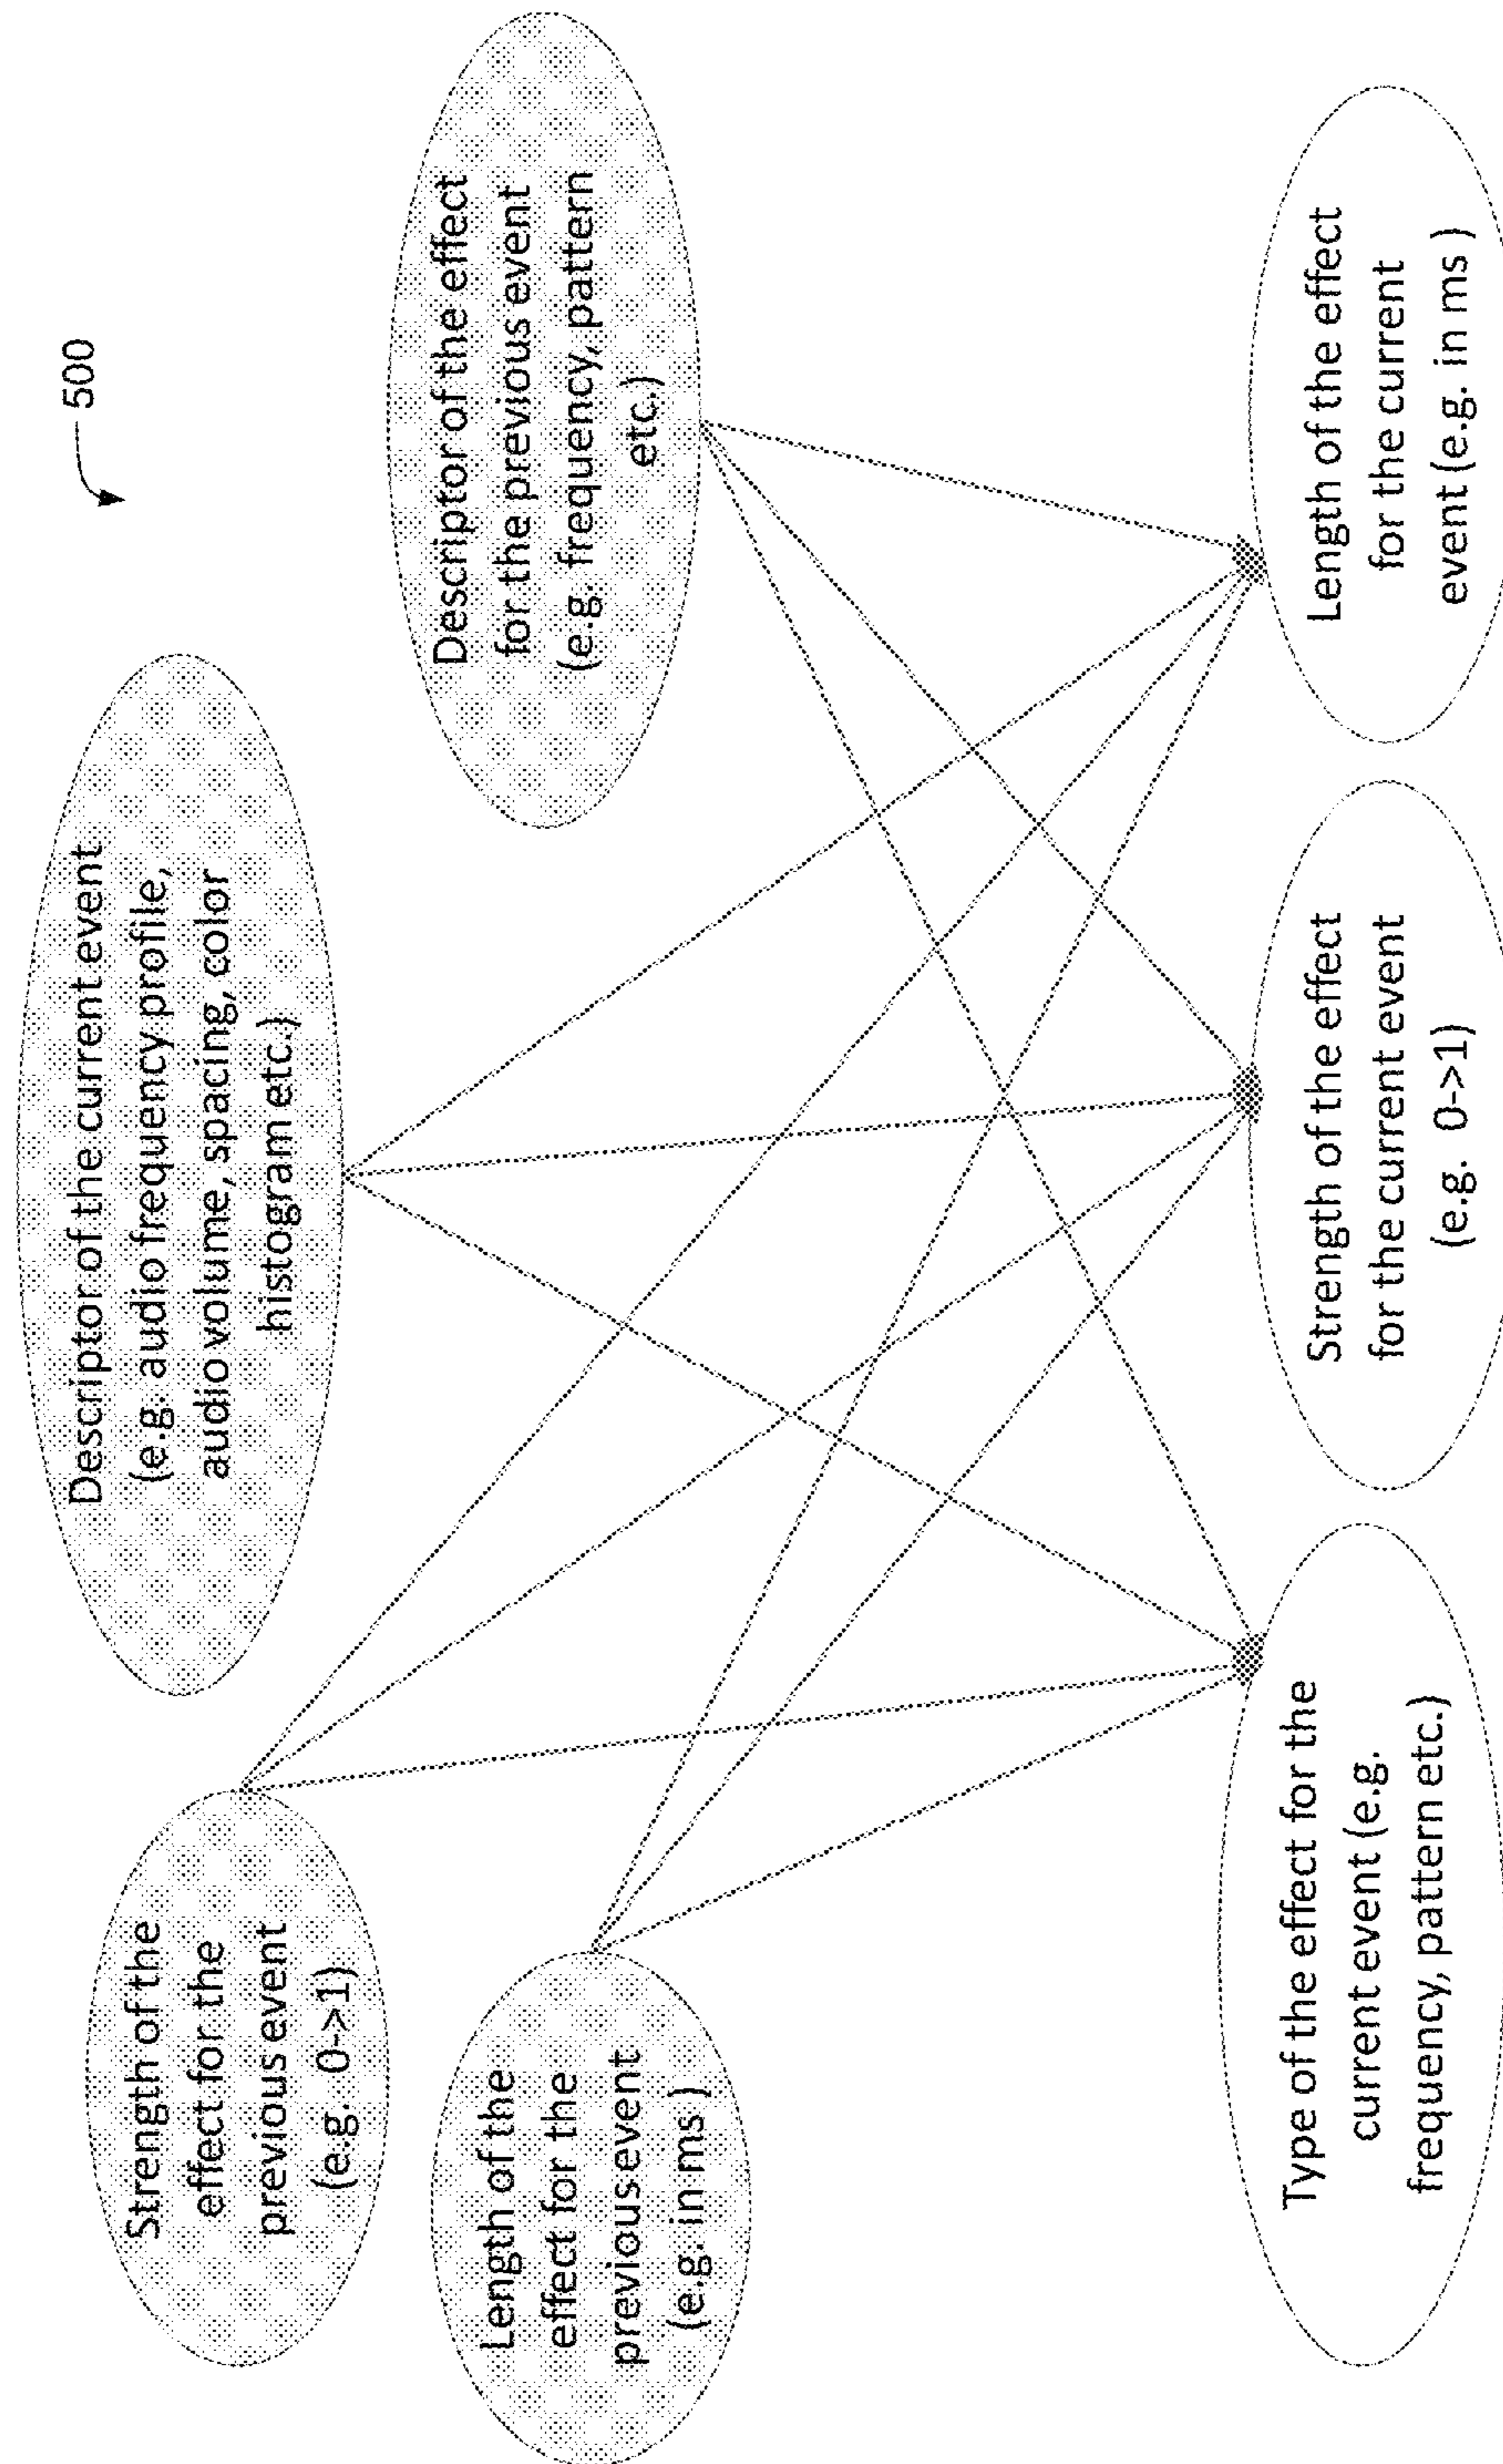 500
Descriptor of the current event
(e.g. audio frequency profile,
audio volume, spacing, color
histogram etc.)
Strength of the
effect for the
previous event
(e.g. 0->1)
Length of the
effect for the
previous event
(e.g. in ms )
Descriptor of the effect
for the previous event
(e.g. frequency, pattern
etc.)
Type of the effect for the
current event (e.g.
frequency, pattern etc.)
Strength of the effect
for the current event
(e.g. 0->1)
Length of the effect
for the current
event (e.g. in ms )